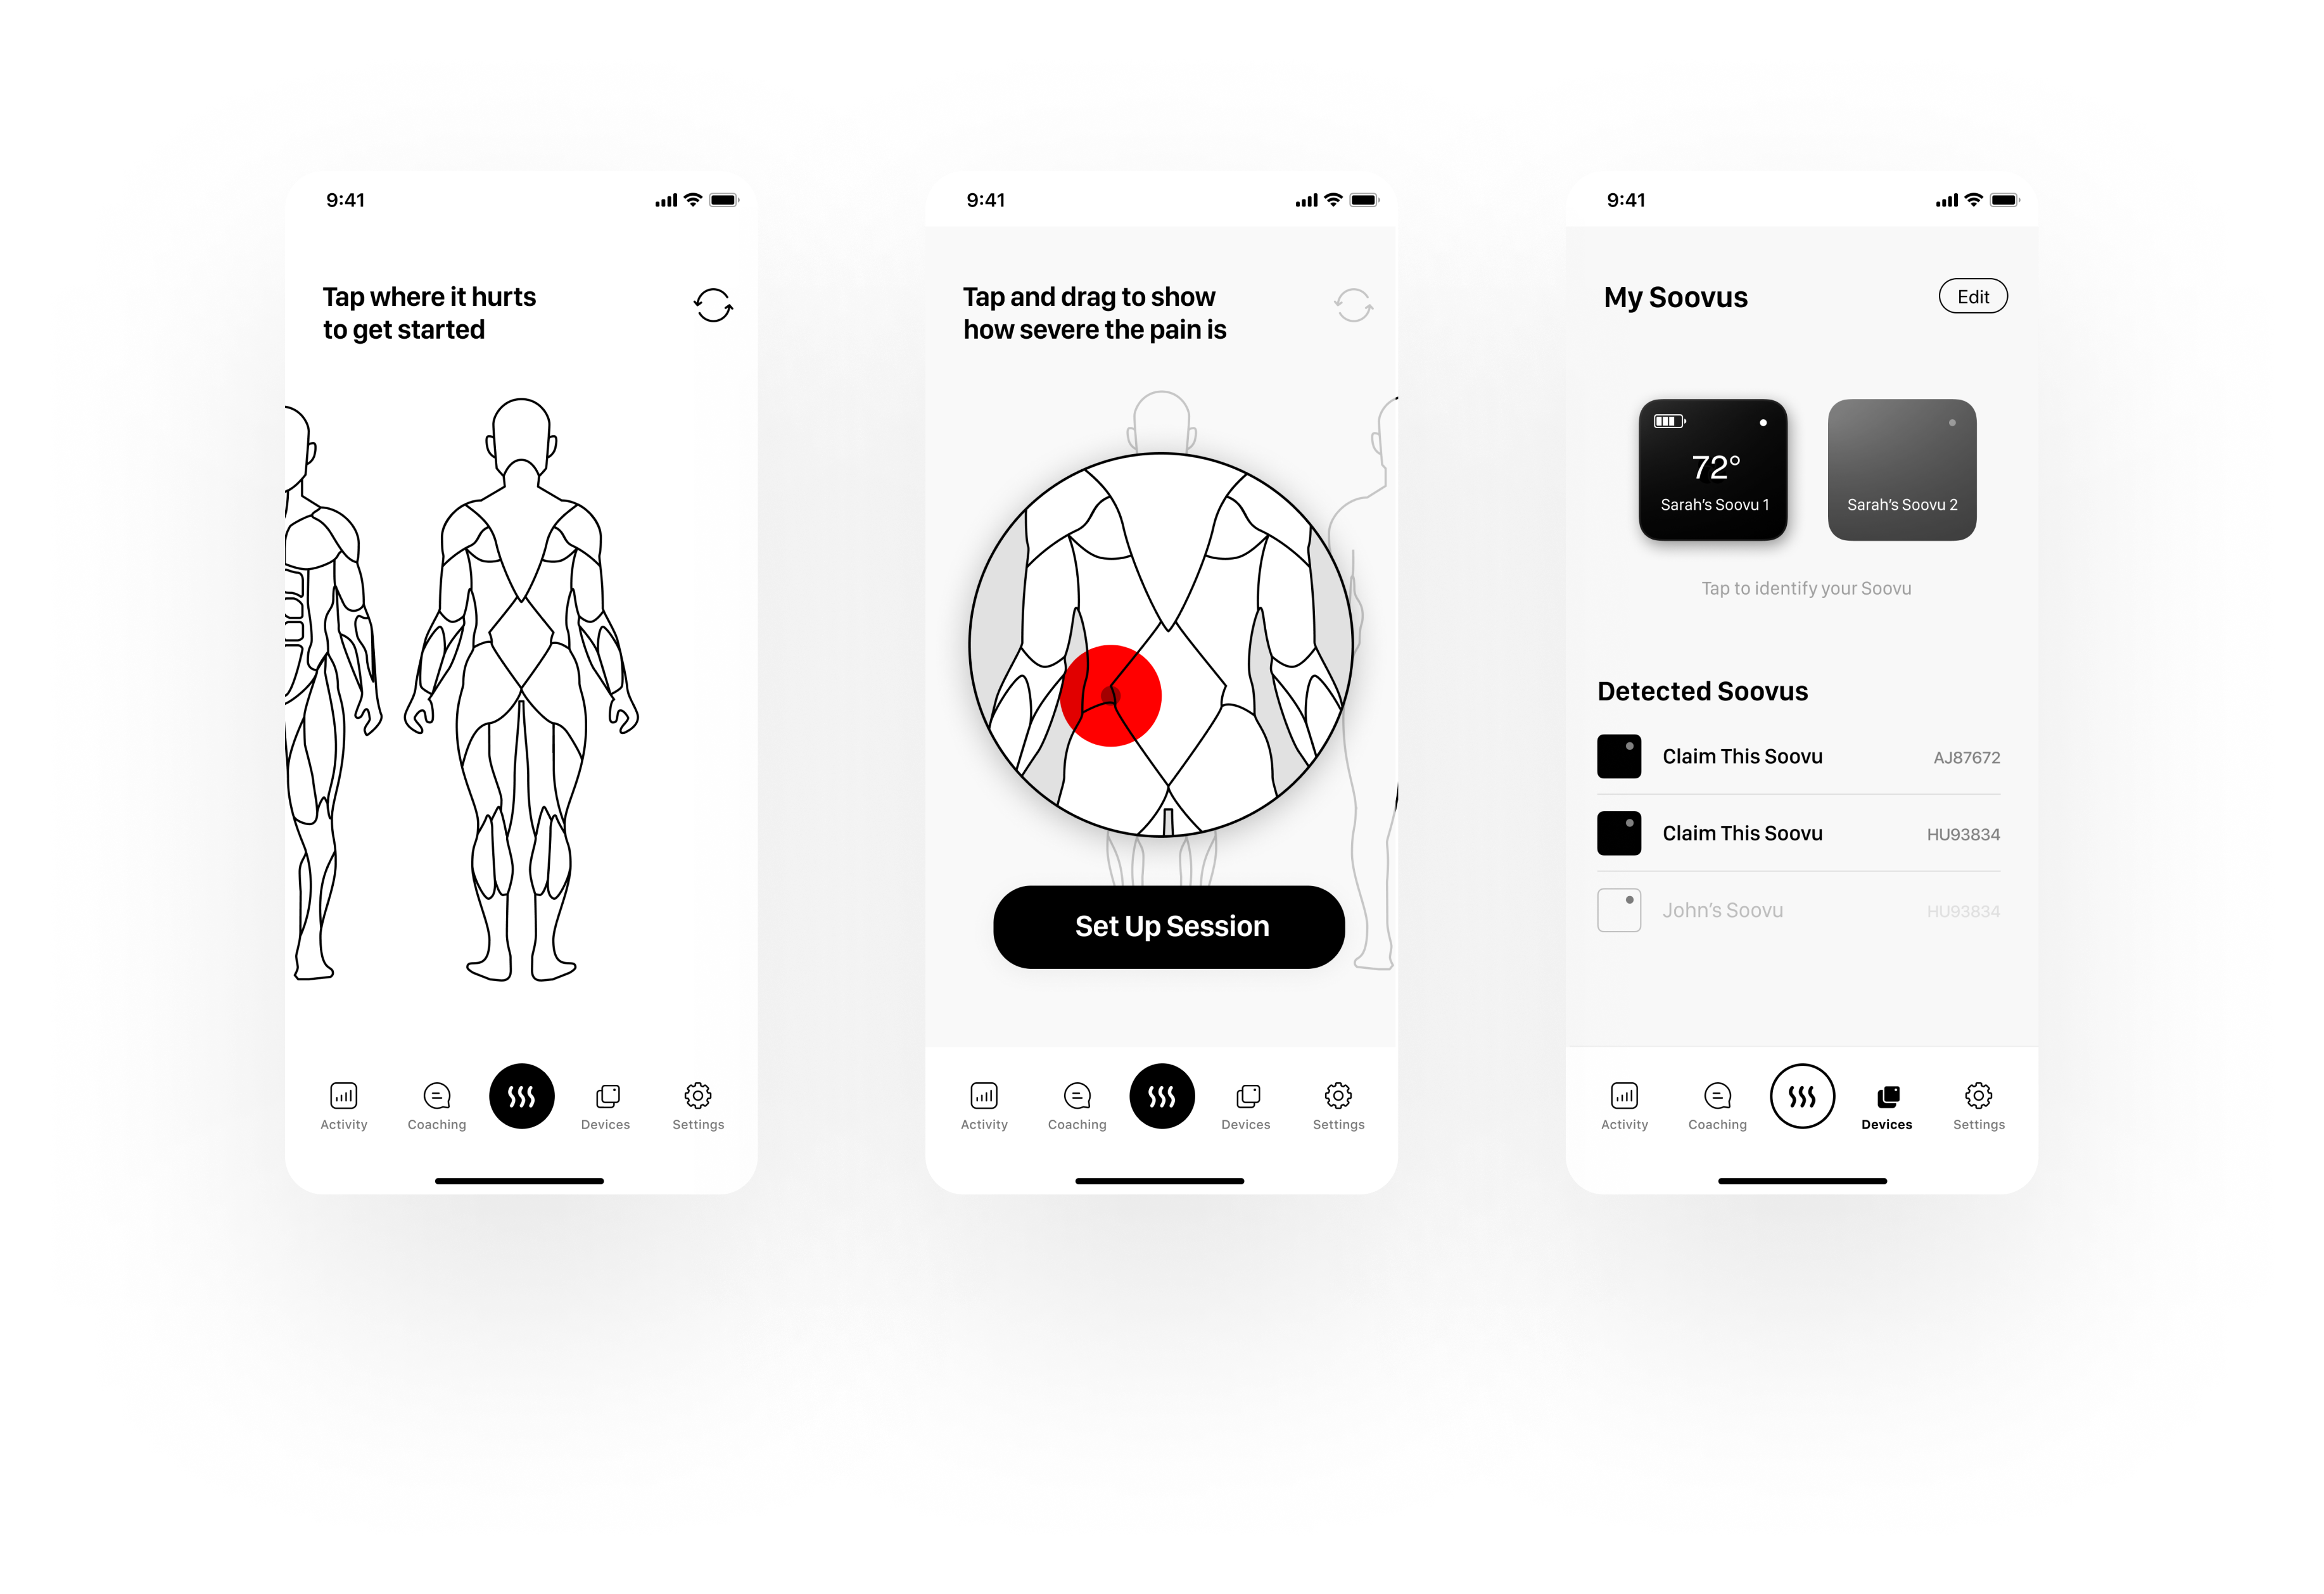 9:41
Tap where it hurts
to get started
Activity
Coaching
Devices
Settings
9:41
Tap and drag to show
how severe the pain is
Set Up Session
Activity
Coaching
Devices
Settings
9:41
My Soovus
Edit
72°
Sarah's Soovu 1
Sarah's Soovu 2
Tap to identify your Soovu
Detected Soovus
Claim This Soovu AJ87672
Claim This Soovu HU93834
John's Soovu HU93834
Activity
Coaching
Devices
Settings